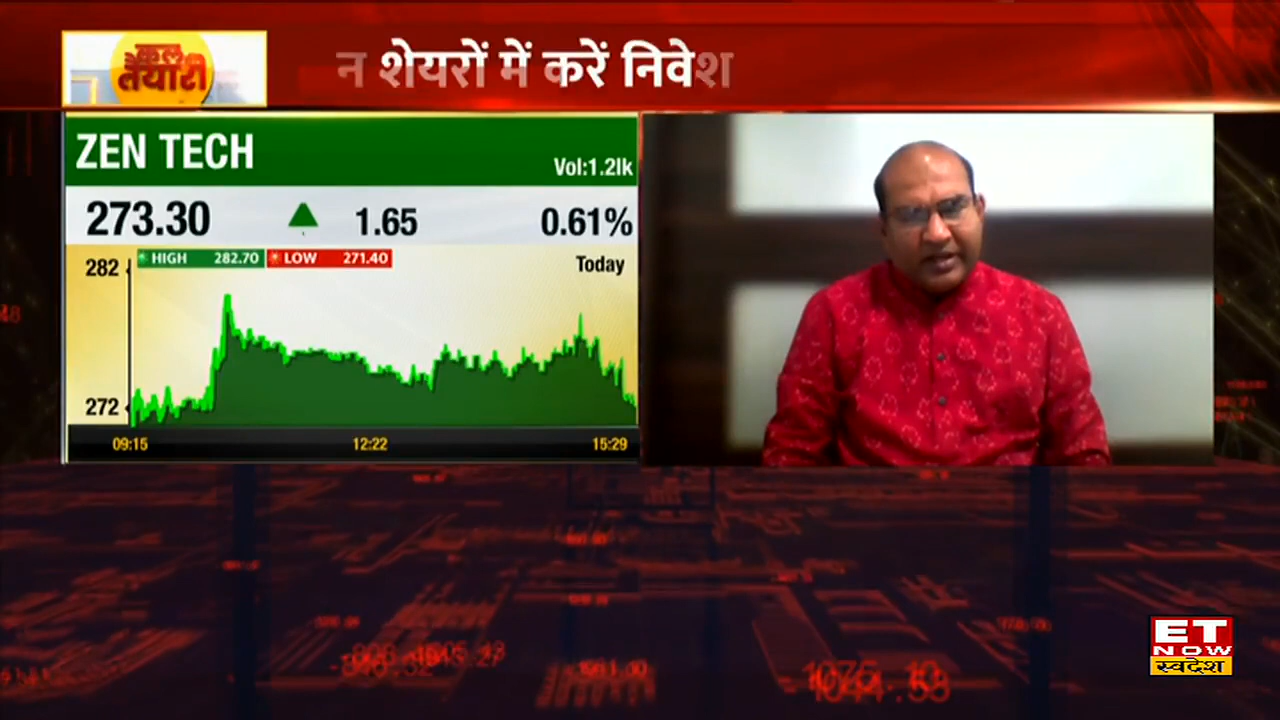 कल की तैयारी
न शेयरों में करें निवेश
ZEN TECH
Vol:1.2lk
273.30 ▲ 1.65 0.61%
HIGH 282.70 LOW 271.40
Today
282
272
09:15 12:22 15:29
ET
NOW
स्वदेश